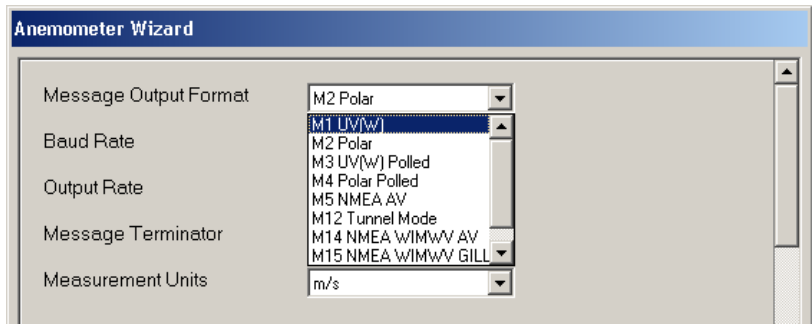 Anemometer Wizard
Message Output Format
M2 Polar
M1 UV(W)
Baud Rate
M2 Polar
M3 UV(W) Polled
Output Rate
M4 Polar Polled
M5 NMEA AV
M12 Tunnel Mode
Message Terminator
M14 NMEA WIMWV AV
M15 NMEA WIMWV GILL
Measurement Units
m/s